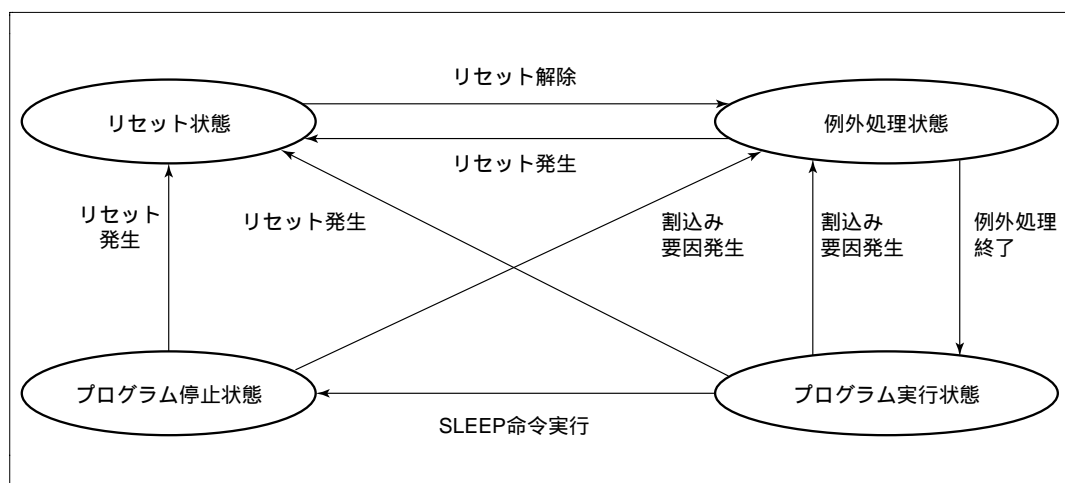 リセット解除
リセット状態
例外処理状態
リセット発生
リセット
発生
リセット発生
割込み
要因発生
割込み
要因発生
例外処理
終了
プログラム停止状態
プログラム実行状態
SLEEP命令実行